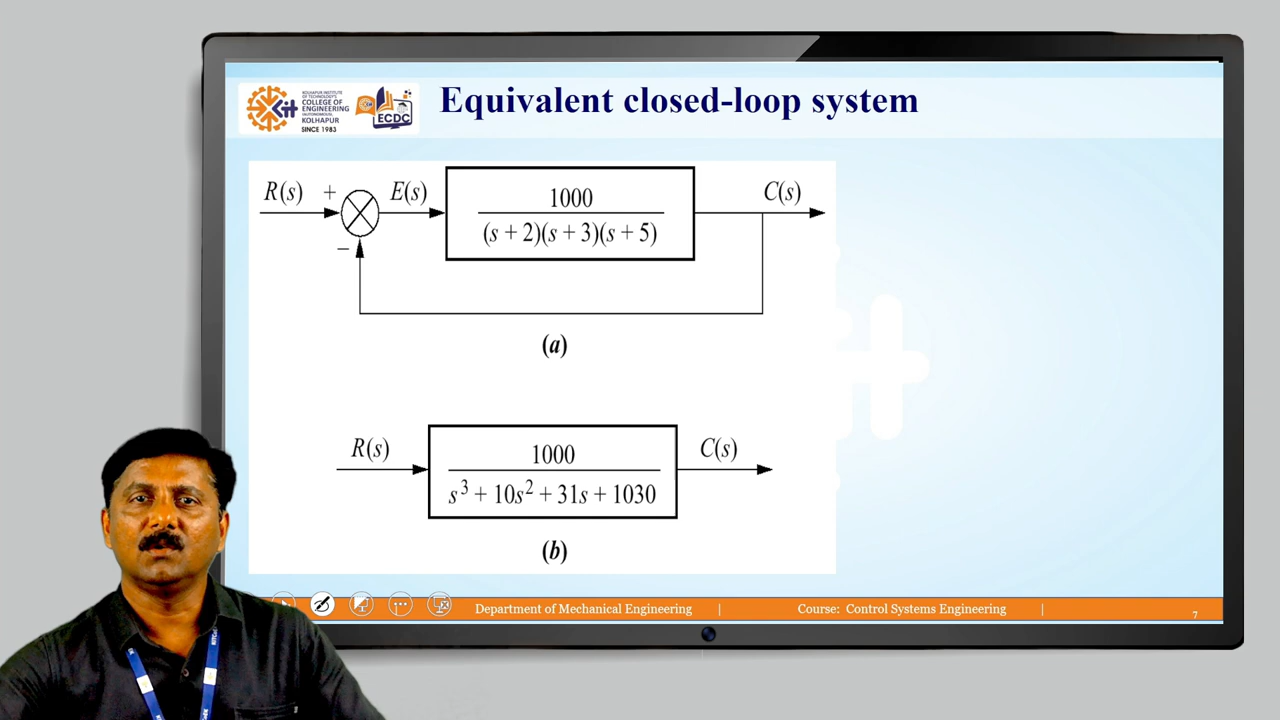 KOLHAPUR INSTITUTE
OF TECHNOLOGY'S
COLLEGE OF
ENGINEERING
(AUTONOMOUS),
KOLHAPUR
SINCE 1983
ECDC
Equivalent closed-loop system
R(s) + E(s) 1000 C(s)
(s + 2)(s + 3)(s + 5)
−
(a)
R(s) 1000 C(s)
s³ + 10s² + 31s + 1030
(b)
Department of Mechanical Engineering | Course: Control Systems Engineering |
7